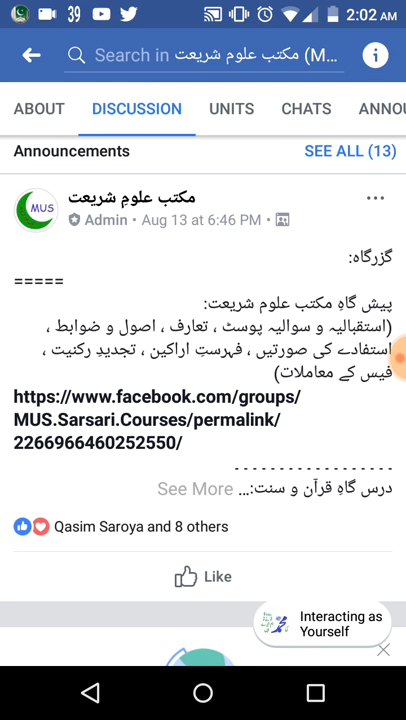 39
2:02 AM
Search in مکتب علوم شریعت (M...
ABOUT
DISCUSSION
UNITS
CHATS
ANNOU
Announcements
SEE ALL (13)
MUS
مکتب علومِ شریعت
Admin • Aug 13 at 6:46 PM •
گزرگاہ:
=====
پیش گاہِ مکتب علوم شریعت:
(استقبالیہ و سوالیہ پوسٹ ، تعارف ، اصول و ضوابط ،
استفادے کی صورتیں ، فہرستِ اراکین ، تجدیدِ رکنیت ،
فیس کے معاملات)
https://www.facebook.com/groups/
MUS.Sarsari.Courses/permalink/
2266966460252550/
- - - - - - - - - - - - - - - - - -
درس گاہِ قرآن و سنت:... See More
Qasim Saroya and 8 others
Like
Interacting as
Yourself